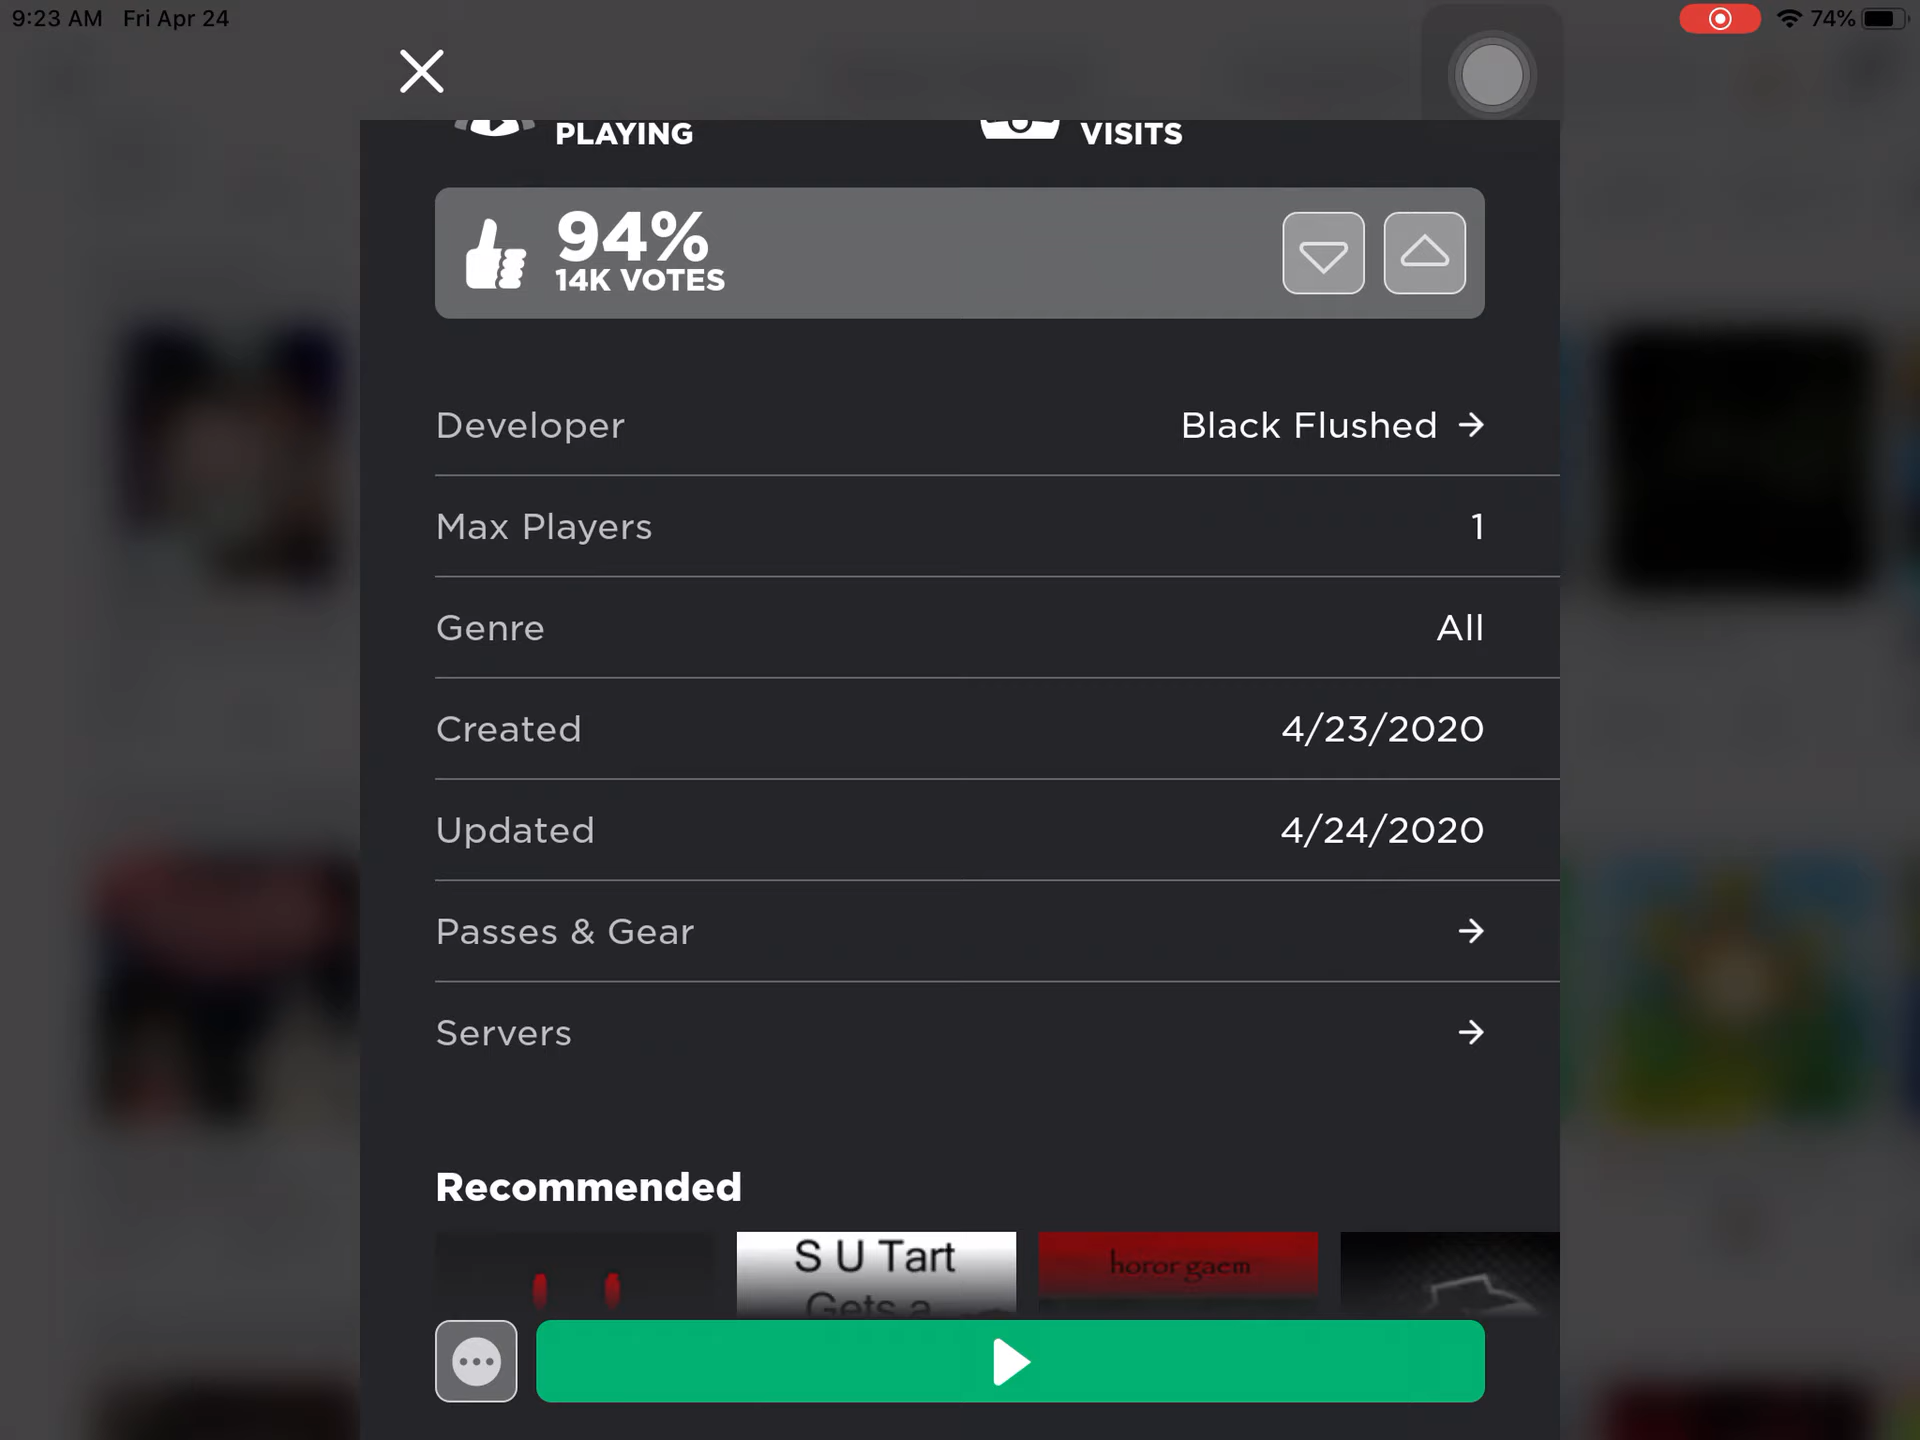 9:23 AM Fri Apr 24
74%
PLAYING
VISITS
94%
14K VOTES
Developer
Black Flushed
Max Players
1
Genre
All
Created
4/23/2020
Updated
4/24/2020
Passes & Gear
Servers
Recommended
S U Tart
Gets a
horor gaem